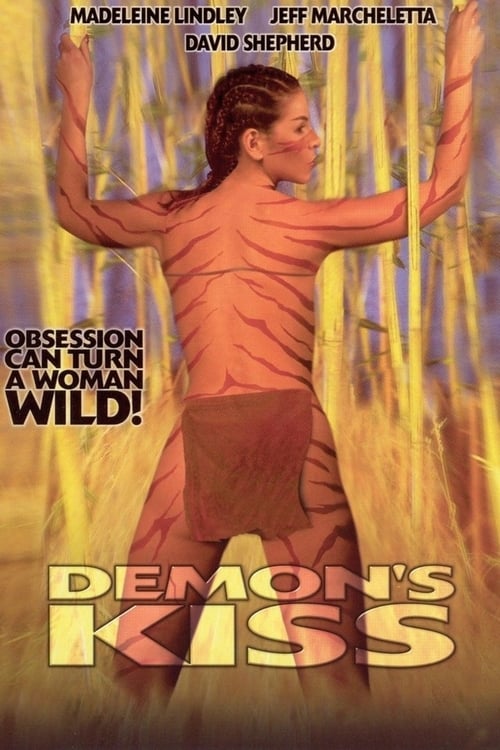 MADELEINE LINDLEY JEFF MARCHELETTA
DAVID SHEPHERD
OBSESSION
CAN TURN
A WOMAN
WILD!
DEMON'S
KISS